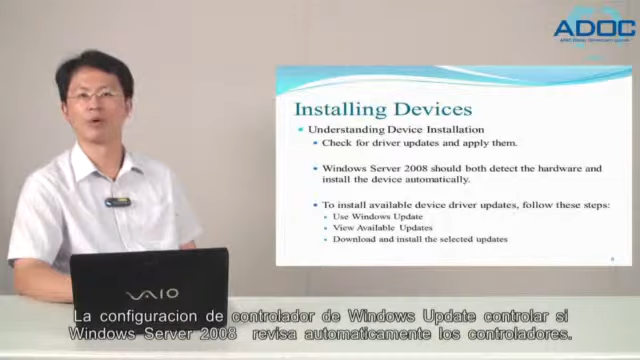 ADOC
Installing Devices
Understanding Device Installation
Check for driver updates and apply them.
Windows Server 2008 should both detect the hardware and
install the device automatically.
To install available device driver updates, follow these steps:
Use Windows Update
View Available Updates
Download and install the selected updates
VAIO
La configuracion de controlador de Windows Update controlar si
Windows Server 2008 revisa automaticamente los controladores.